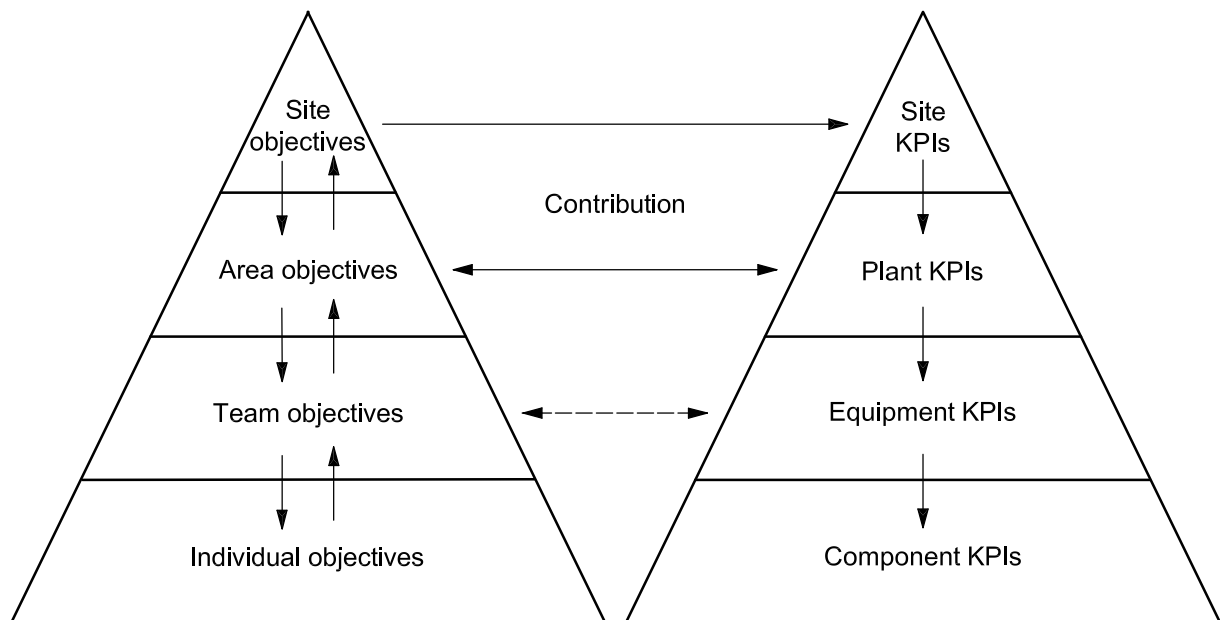 Site
objectives
Site
KPIs
Contribution
Area objectives
Plant KPIs
Team objectives
Equipment KPIs
Individual objectives
Component KPIs